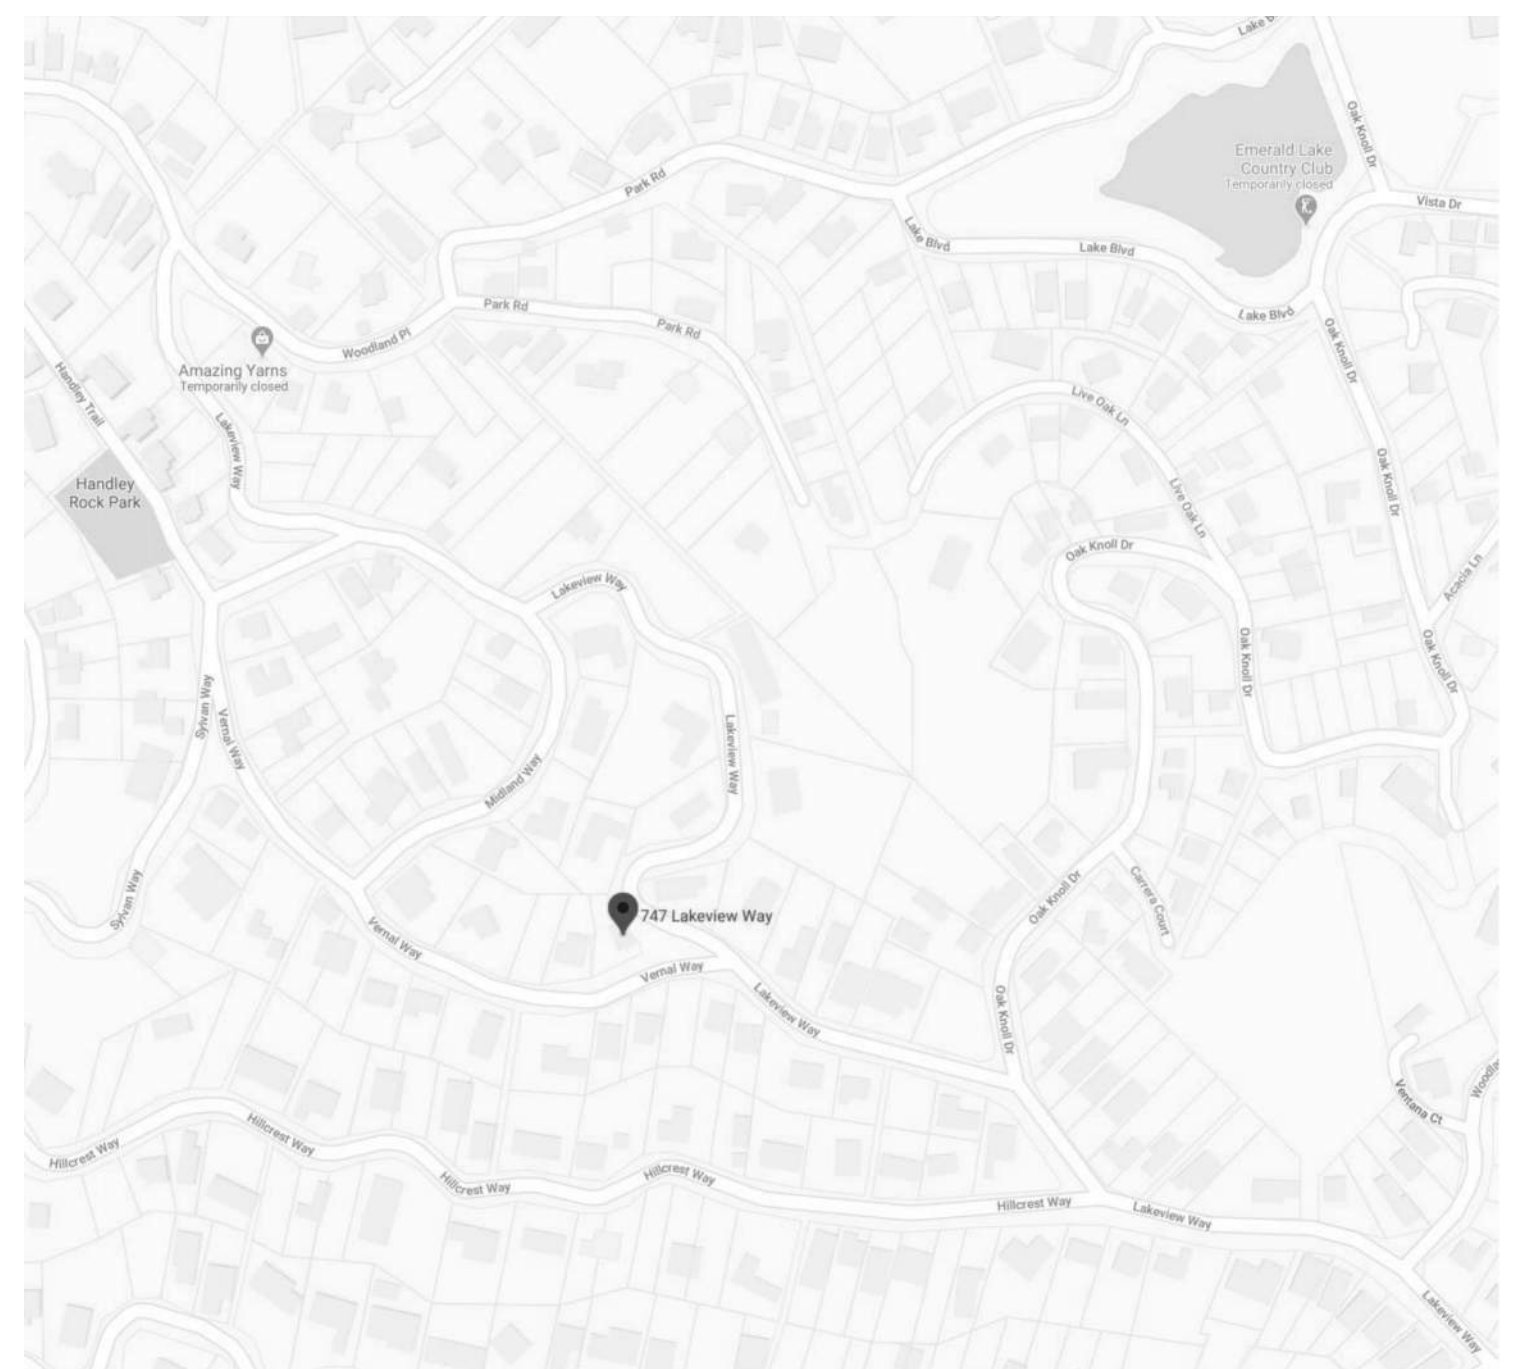 Lake B
Oak Knoll Dr
Emerald Lake
Country Club
Temporarily closed
Park Rd
Vista Dr
Lake Blvd
Lake Blvd
Park Rd
Lake Blvd
Park Rd
Woodland Pl
Oak Knoll Dr
Amazing Yarns
Temporarily closed
Handley Trail
Live Oak Ln
Lakeview Way
Oak Knoll Dr
Handley
Rock Park
Live Oak Ln
Oak Knoll Dr
Acacia Ln
Lakeview Way
Oak Knoll Dr
Oak Knoll Dr
Sylvan Way
Vernal Way
Lakeview Way
Midland Way
Sylvan Way
Oak Knoll Dr
Carrera Court
747 Lakeview Way
Vernal Way
Vernal Way
Lakeview Way
Oak Knoll Dr
Woodla
Ventana Ct
Hillcrest Way
Hillcrest Way
Hillcrest Way
Hillcrest Way
Hillcrest Way
Lakeview Way
Lakeview Way